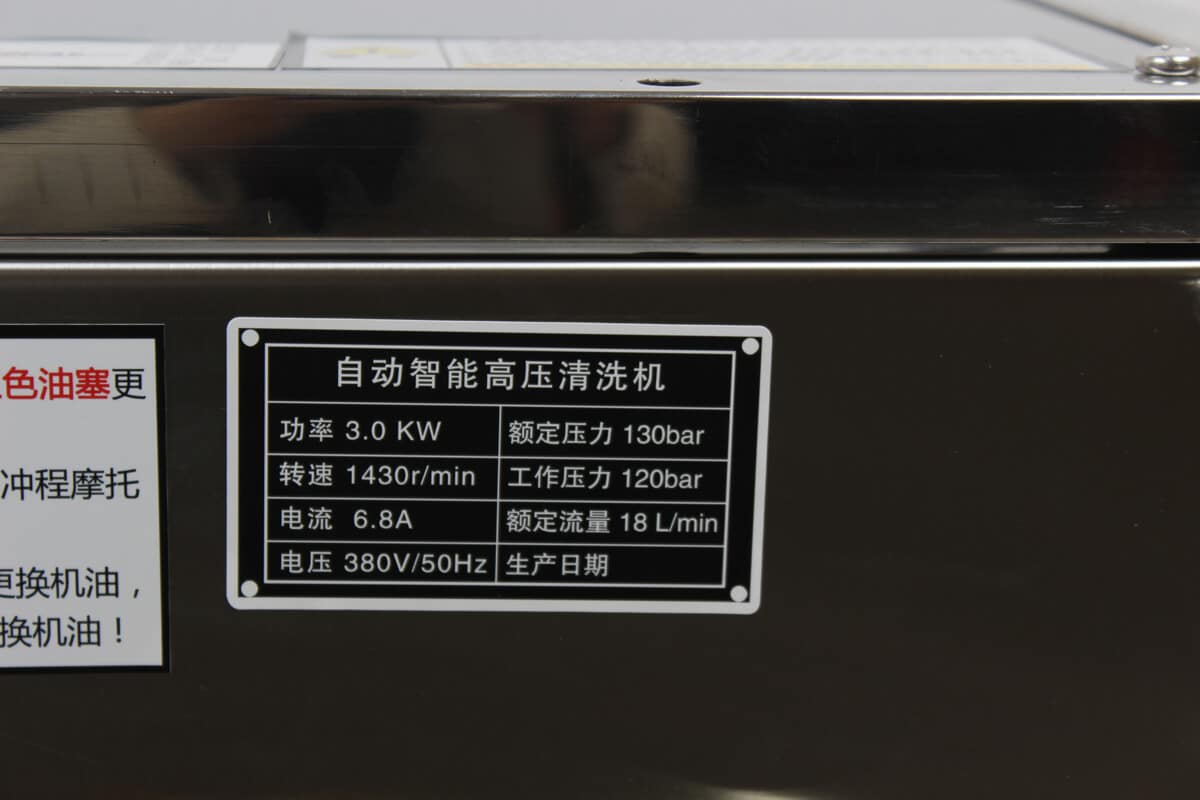 色油塞更
冲程摩托
更换机油，
换机油！
自动智能高压清洗机
功率 3.0 KW
额定压力 130bar
转速 1430r/min
工作压力 120bar
电流 6.8A
额定流量 18 L/min
电压 380V/50Hz
生产日期